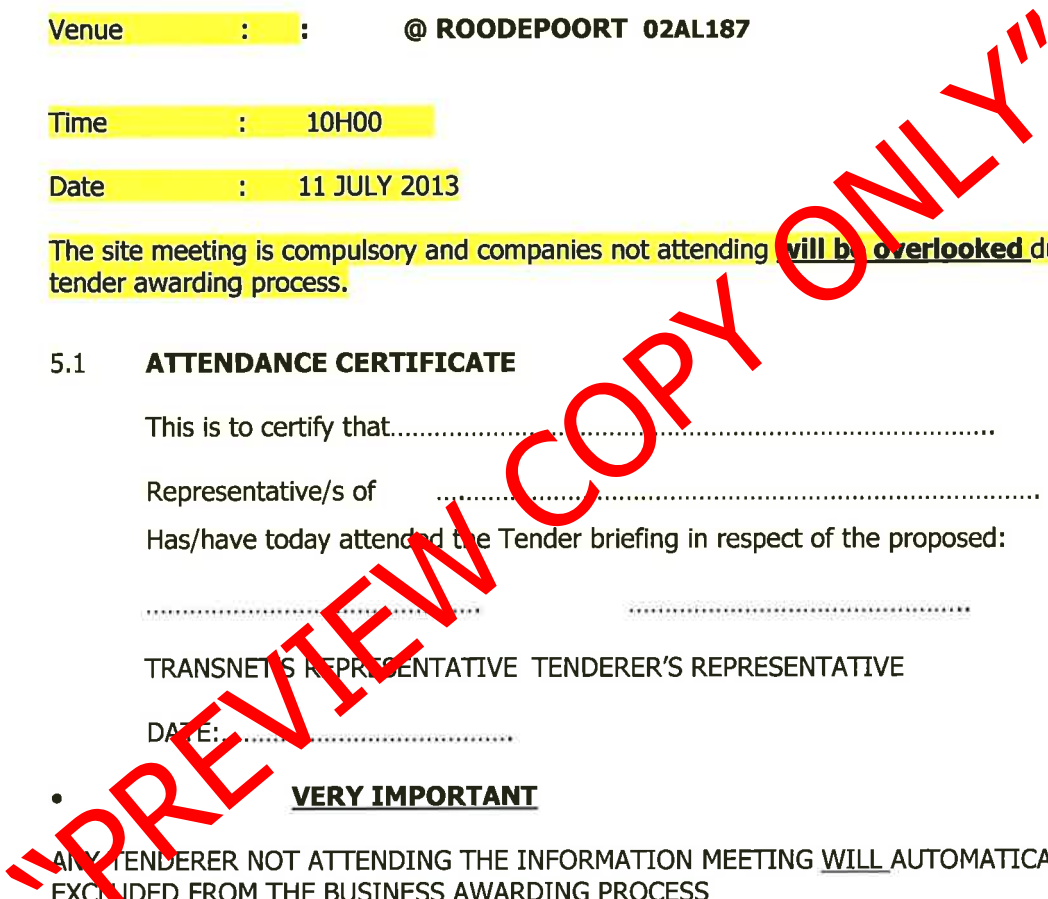 Venue : : @ ROODEPOORT 02AL187
Time : 10H00
Date : 11 JULY 2013
The site meeting is compulsory and companies not attending will be overlooked
tender awarding process.
5.1 ATTENDANCE CERTIFICATE
This is to certify that..................................................................................
Representative/s of ..................................................................................
Has/have today attended the Tender briefing in respect of the proposed:
.............................................. ...............................................
TRANSNET'S REPRESENTATIVE TENDERER'S REPRESENTATIVE
DATE:........................................
• VERY IMPORTANT
ANY TENDERER NOT ATTENDING THE INFORMATION MEETING WILL
EXCLUDED FROM THE BUSINESS AWARDING PROCESS
"PREVIEW COPY ONLY"